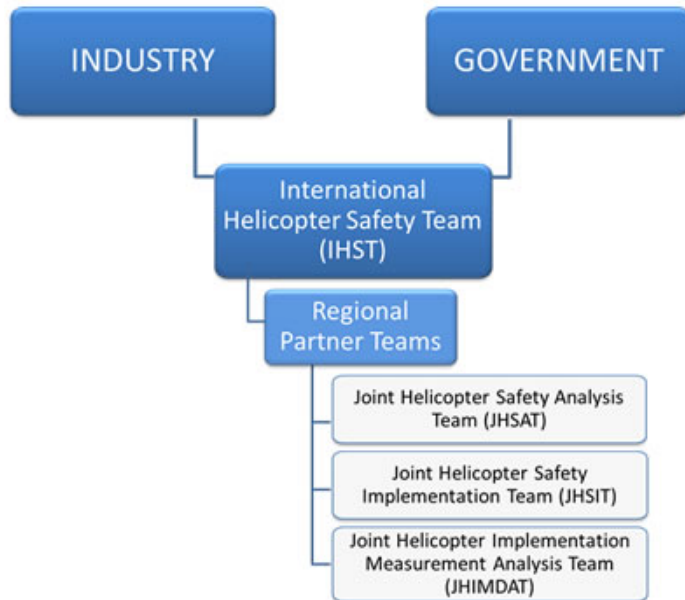 INDUSTRY
GOVERNMENT
International
Helicopter Safety Team
(IHST)
Regional
Partner Teams
Joint Helicopter Safety Analysis
Team (JHSAT)
Joint Helicopter Safety
Implementation Team (JHSIT)
Joint Helicopter Implementation
Measurement Analysis Team
(JHIMDAT)